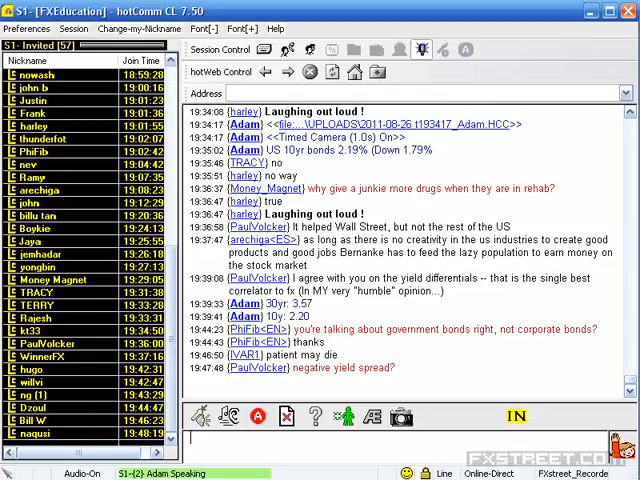 S1- [FXEducation] - hotComm CL 7.50
Preferences Session Change-my-Nickname Font[-] Font[+] Help
S1- Invited [57]
Nickname Join Time
nowash 18:59:28
john b 19:00:16
Justin 19:01:23
Frank 19:01:43
harley 19:01:55
thunderfot 19:02:07
PhiFib 19:02:42
nev 19:04:42
Ramy 19:07:35
arechiga 19:08:23
john 19:12:29
billu tan 19:20:36
Boykie 19:24:13
Jaya 19:25:55
jemhadar 19:26:18
yongbin 19:27:13
Money Magnet 19:29:05
TRACY 19:31:38
TERRY 19:33:28
Rajesh 19:33:31
kt33 19:34:50
PaulVolcker 19:36:00
WinnerFX 19:37:16
hugo 19:42:31
willvi 19:42:47
ng (1) 19:43:29
Dzoul 19:44:47
Bill W 19:46:23
naqusi 19:48:19
Session Control
hotWeb Control
Address
19:34:08 {harley} Laughing out loud !
19:34:17 {Adam} <<file:...\UPLOADS\2011-08-26 t193417_Adam.HCC>>
19:34:17 {Adam} <<Timed Camera (1.0s) On>>
19:35:02 {Adam} US 10yr bonds 2.19% (Down 1.79%
19:35:46 {TRACY} no
19:35:51 {harley} no way
19:36:37 {Money_Magnet} why give a junkie more drugs when they are in rehab?
19:36:47 {harley} true
19:36:47 {harley} Laughing out loud !
19:36:58 {PaulVolcker} It helped Wall Street, but not the rest of the US
19:37:47 {arechiga<ES>} as long as there is no creativity in the us industries to create good
products and good jobs Bernanke has to feed the lazy population to earn money on
the stock market
19:39:08 {PaulVolcker} I agree with you on the yield differentials -- that is the single best
correlator to fx (In MY very "humble" opinion...)
19:39:33 {Adam} 30yr: 3.57
19:39:41 {Adam} 10y: 2.20
19:44:23 {PhiFib<EN>} you're talking about government bonds right, not corporate bonds?
19:44:43 {PhiFib<EN>} thanks
19:46:50 {IVAR1} patient may die
19:47:48 {PaulVolcker} negative yield spread?
IN
FXSTREET.COM
Audio-On S1-{2} Adam Speaking Line Online-Direct FXstreet_Recorde